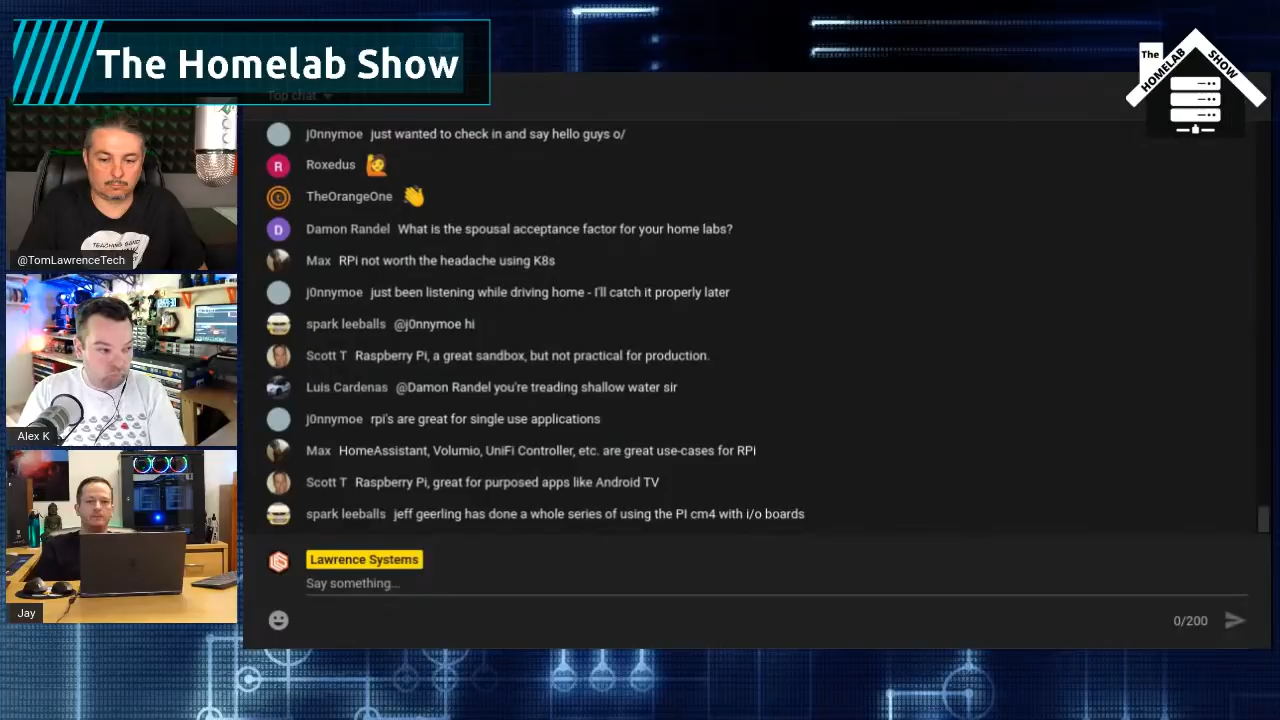 The Homelab Show
The
HOMELAB
SHOW
Top chat
j0nnymoe just wanted to check in and say hello guys o/
R Roxedus 🙋
TheOrangeOne 👏
D Damon Randel What is the spousal acceptance factor for your home labs?
Max RPi not worth the headache using K8s
j0nnymoe just been listening while driving home - I'll catch it properly later
spark leeballs @j0nnymoe hi
Scott T Raspberry Pi, a great sandbox, but not practical for production.
Luis Cardenas @Damon Randel you're treading shallow water sir
j0nnymoe rpi's are great for single use applications
Max HomeAssistant, Volumio, UniFi Controller, etc. are great use-cases for RPi
Scott T Raspberry Pi, great for purposed apps like Android TV
spark leeballs jeff geerling has done a whole series of using the PI cm4 with i/o boards
Lawrence Systems
Say something...
0/200
@TomLawrenceTech
Alex K
Jay